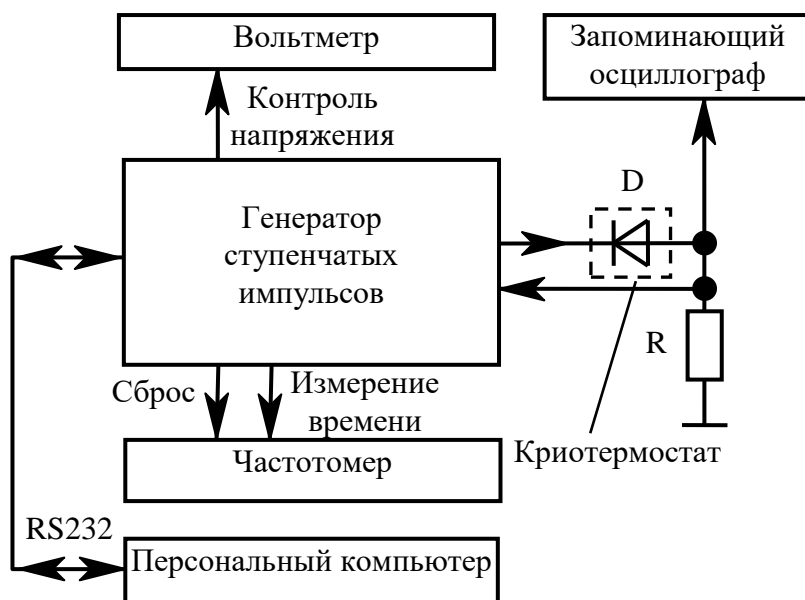 Вольтметр
Запоминающий
осциллограф
Контроль
напряжения
D
Генератор
ступенчатых
импульсов
R
Сброс
Измерение
времени
Криотермостат
Частотомер
RS232
Персональный компьютер